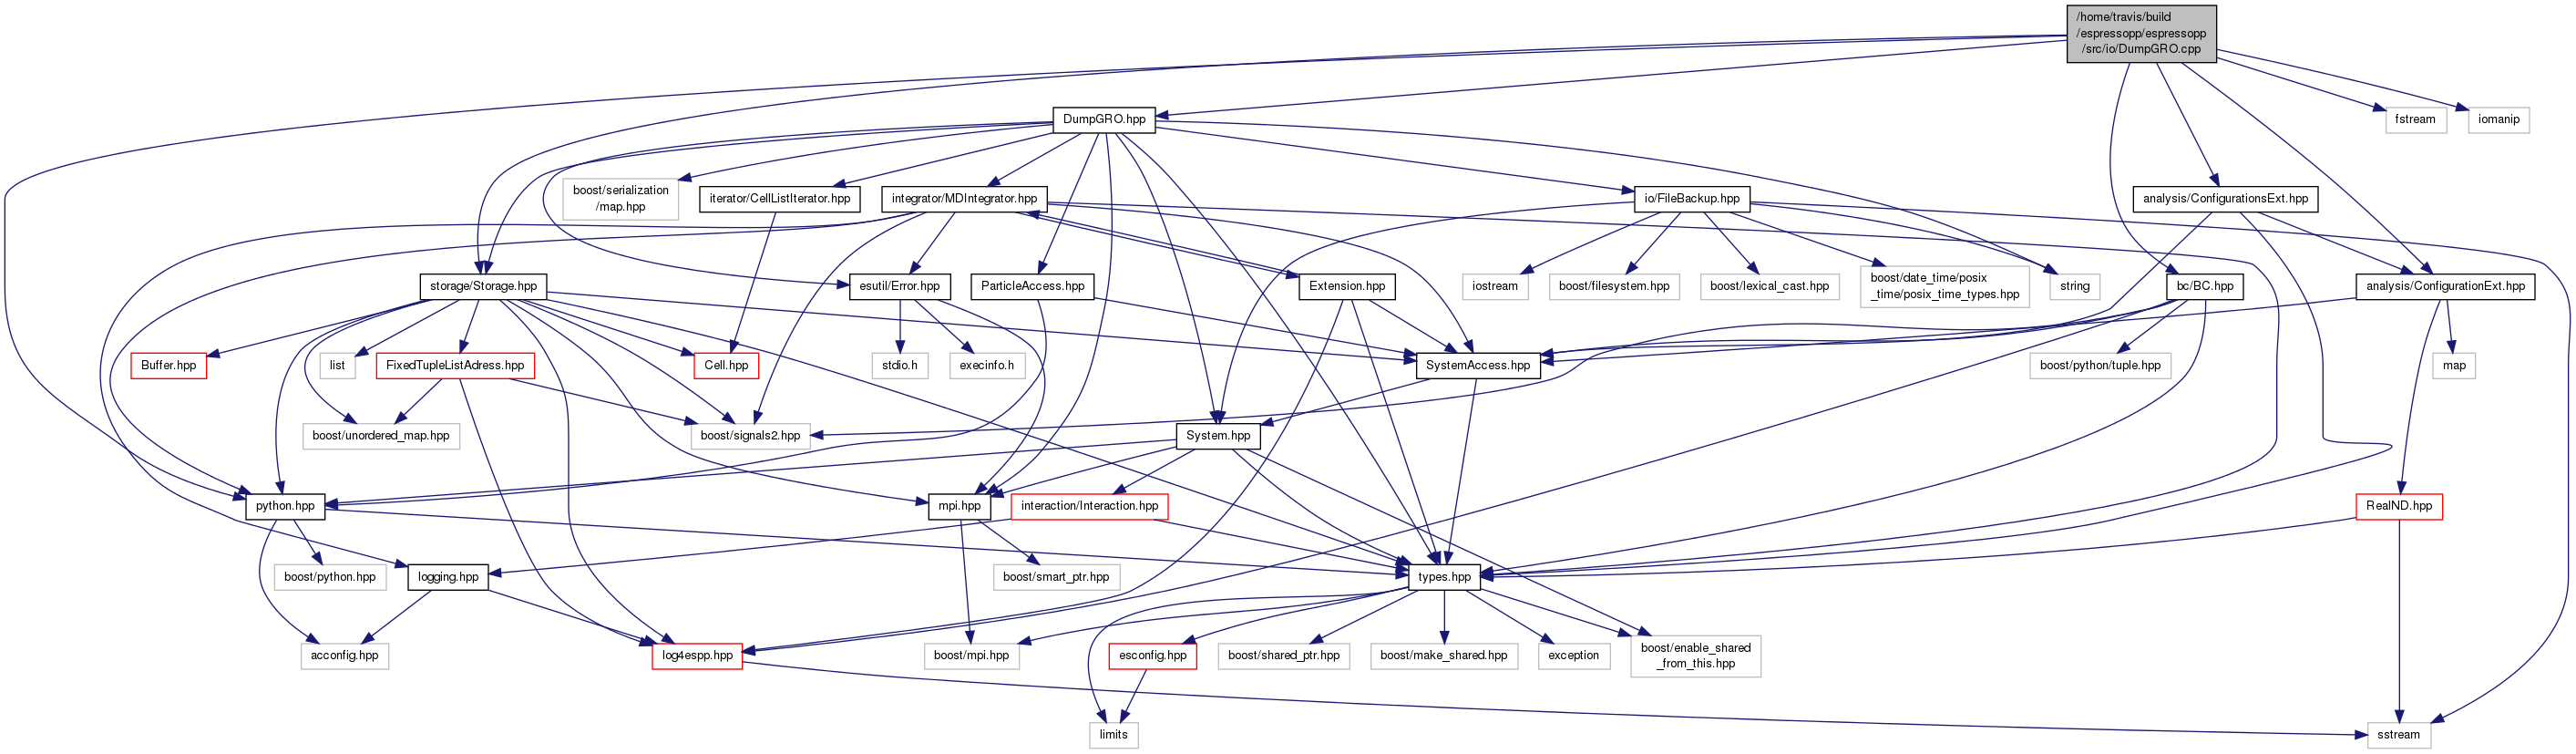 /home/travis/build
/espressopp/espressopp
/src/io/DumpGRO.cpp
DumpGRO.hpp
fstream
iomanip
boost/serialization
/map.hpp
iterator/CellListIterator.hpp
integrator/MDIntegrator.hpp
io/FileBackup.hpp
analysis/ConfigurationsExt.hpp
storage/Storage.hpp
esutil/Error.hpp
ParticleAccess.hpp
Extension.hpp
iostream
boost/filesystem.hpp
boost/lexical_cast.hpp
boost/date_time/posix
_time/posix_time_types.hpp
string
bc/BC.hpp
analysis/ConfigurationExt.hpp
Buffer.hpp
list
FixedTupleListAdress.hpp
Cell.hpp
stdio.h
execinfo.h
SystemAccess.hpp
boost/python/tuple.hpp
map
boost/unordered_map.hpp
boost/signals2.hpp
System.hpp
python.hpp
mpi.hpp
interaction/Interaction.hpp
RealND.hpp
boost/python.hpp
logging.hpp
boost/smart_ptr.hpp
types.hpp
acconfig.hpp
log4espp.hpp
boost/mpi.hpp
esconfig.hpp
boost/shared_ptr.hpp
boost/make_shared.hpp
exception
boost/enable_shared
_from_this.hpp
limits
sstream